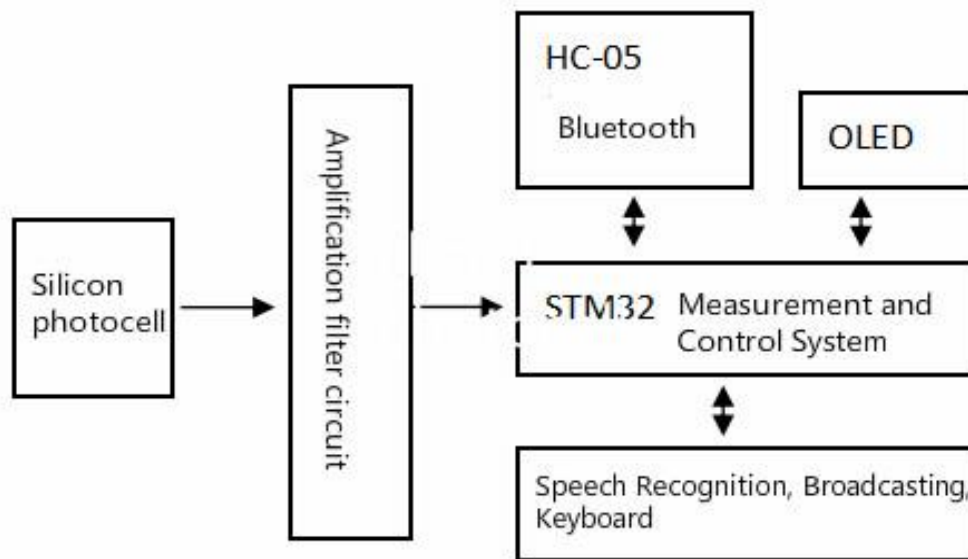 HC-05
Bluetooth
OLED
Amplification filter circuit
Silicon
photocell
STM32 Measurement and
Control System
Speech Recognition, Broadcasting,
Keyboard